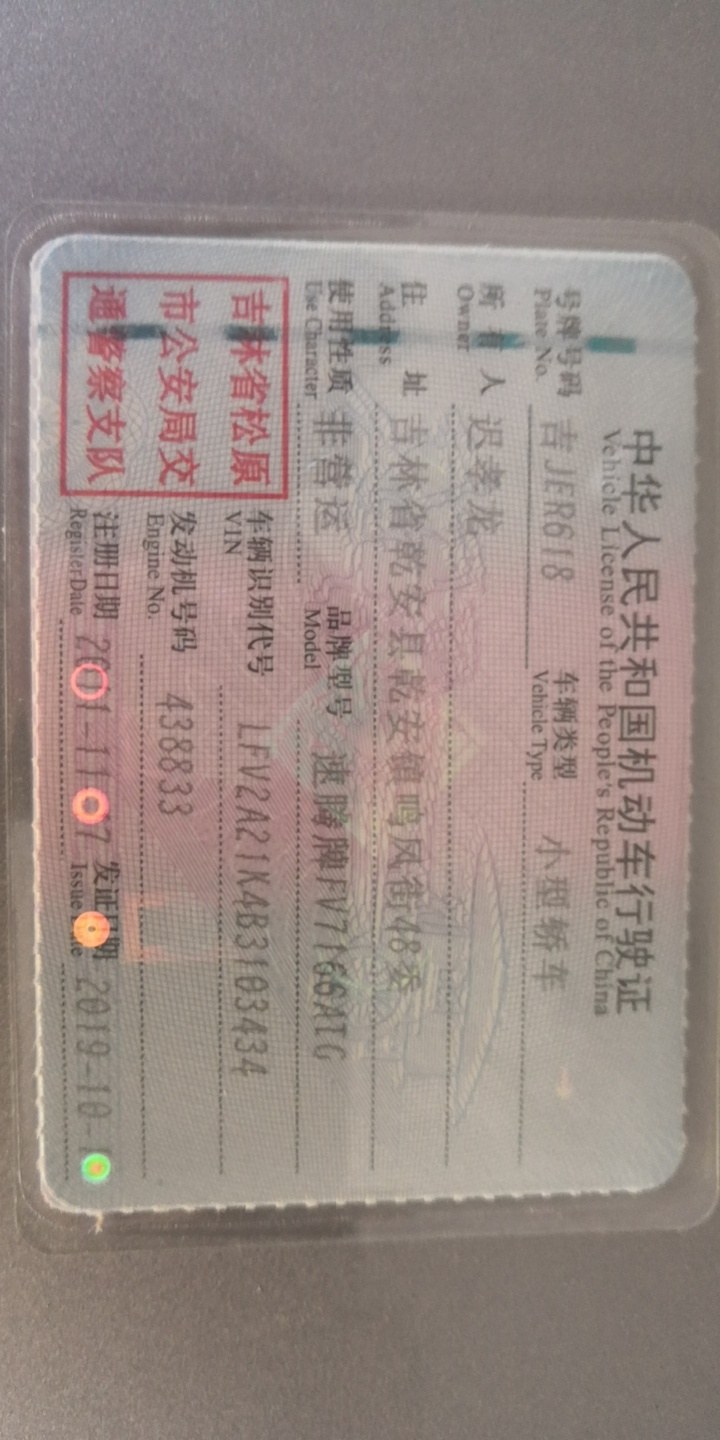 中华人民共和国机动车行驶证
Vehicle License of the People's Republic of China
号牌号码 吉JER618 车辆类型 小型轿车
Plate No. Vehicle Type
所有人 迟孝龙
Owner
住址 吉林省乾安县乾安镇鸣凤街48委
Address
使用性质 非营运 品牌型号 速腾牌FV7166ATG
Use Character Model
吉林省松原
市公安局交
通警察支队
车辆识别代号 LFV2A21K4B3103434
VIN
发动机号码 438833
Engine No.
注册日期 发证日期
Register Date Issue